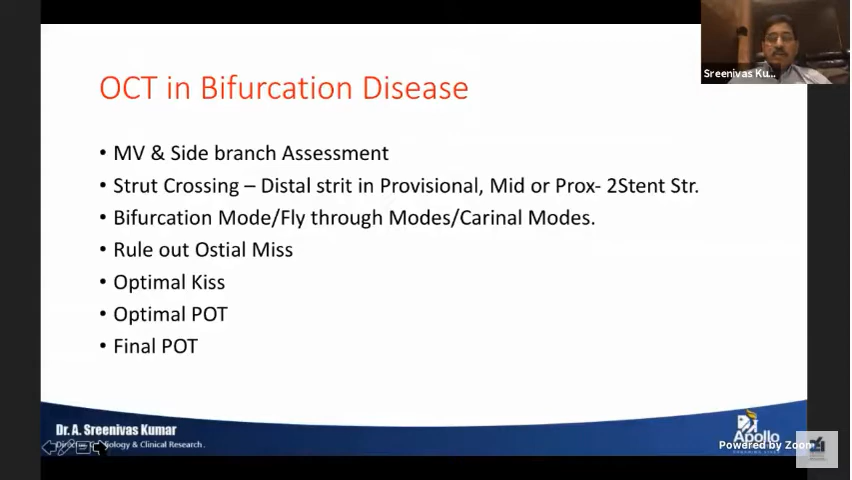 Sreenivas Ku...
OCT in Bifurcation Disease
• MV & Side branch Assessment
• Strut Crossing – Distal strit in Provisional, Mid or Prox- 2Stent Str.
• Bifurcation Mode/Fly through Modes/Carinal Modes.
• Rule out Ostial Miss
• Optimal Kiss
• Optimal POT
• Final POT
Dr. A. Sreenivas Kumar
& Clinical Research.
Apollo
Powered by Zoom